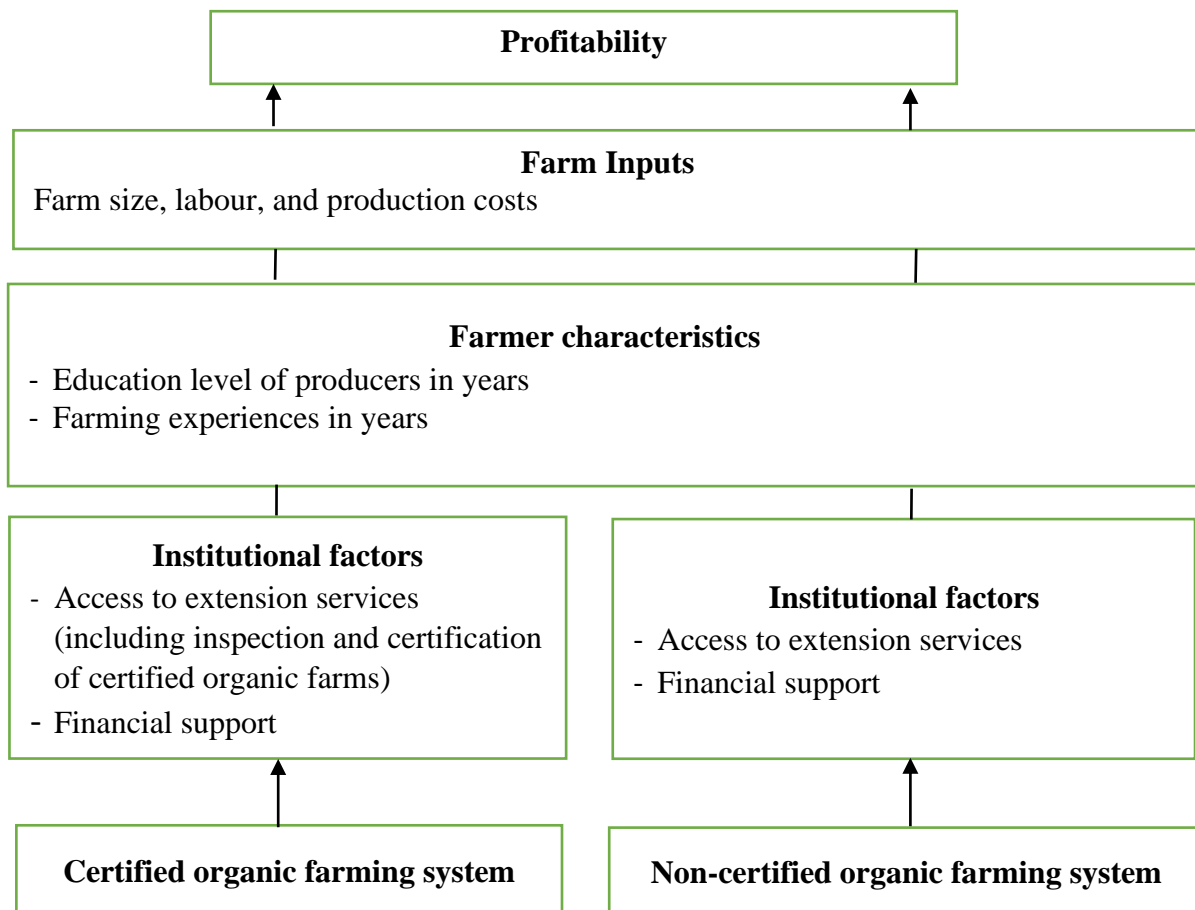 Profitability
Farm Inputs
Farm size, labour, and production costs
Farmer characteristics
- Education level of producers in years
- Farming experiences in years
Institutional factors
- Access to extension services
(including inspection and certification
of certified organic farms)
- Financial support
Institutional factors
- Access to extension services
- Financial support
Certified organic farming system
Non-certified organic farming system